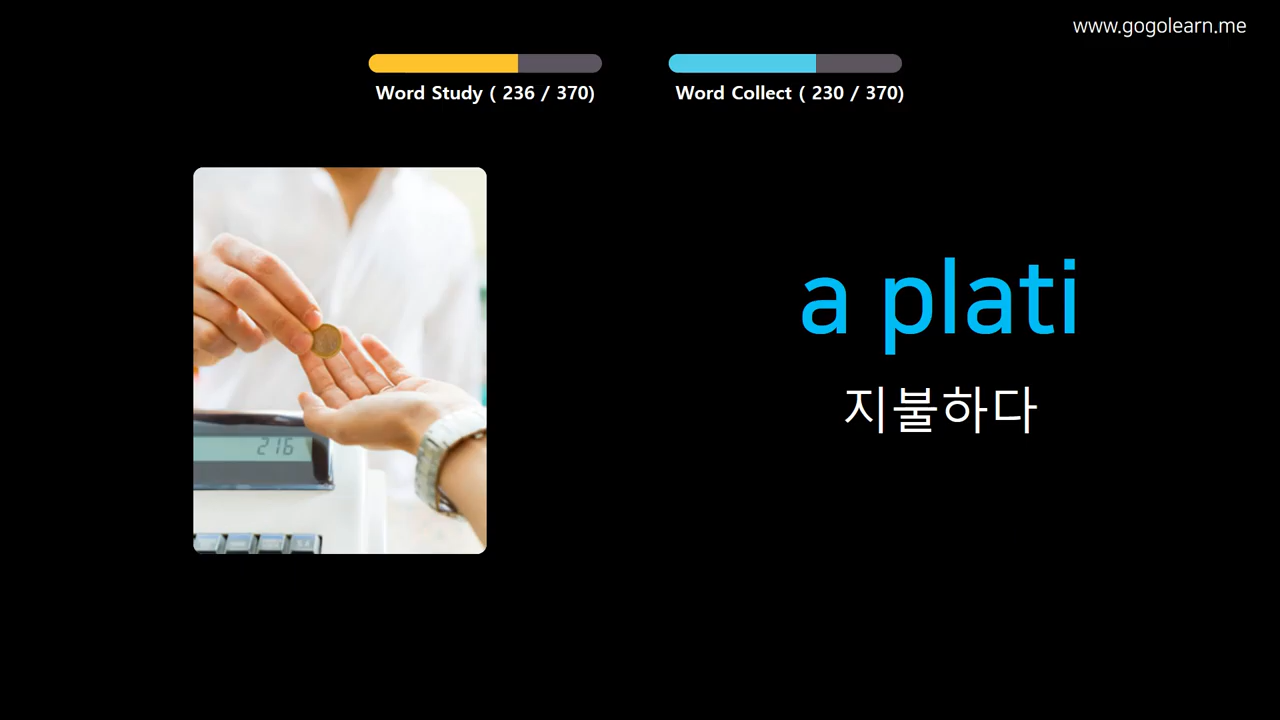 www.gogolearn.me
Word Study ( 236 / 370)
Word Collect ( 230 / 370)
a plati
지불하다
216